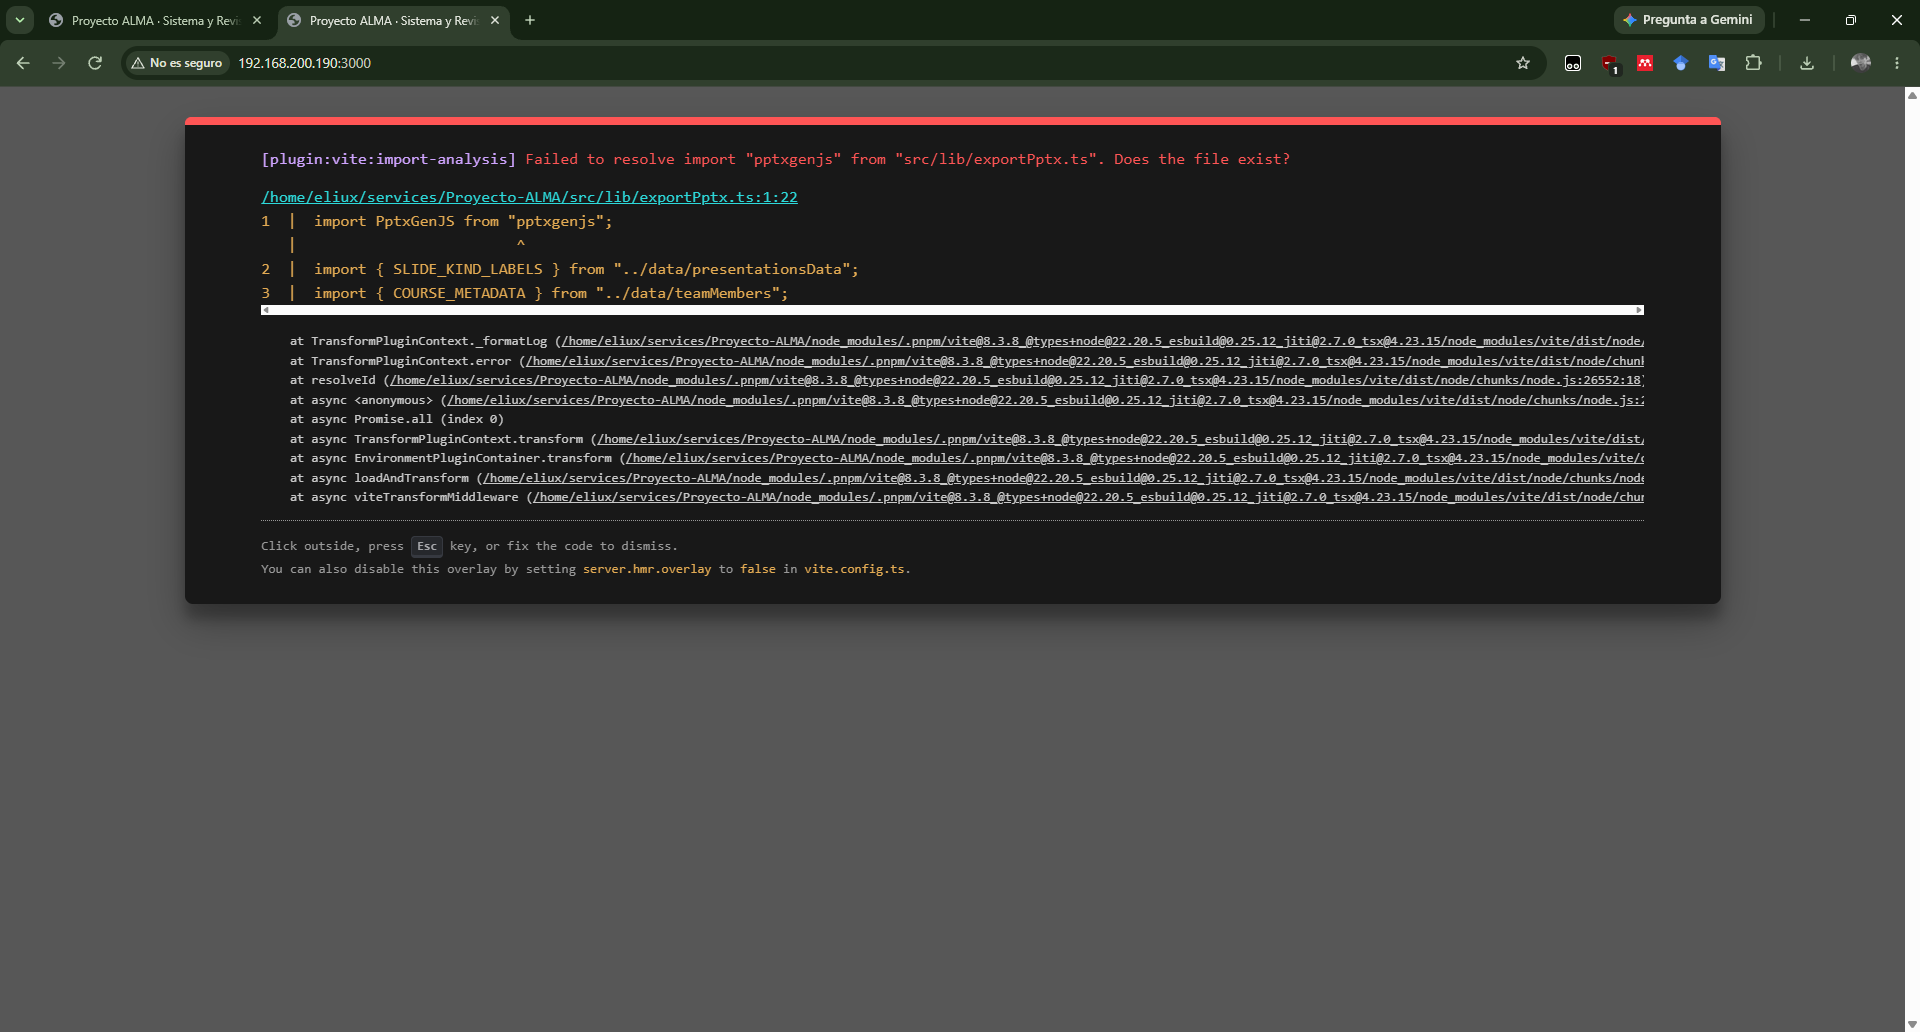 Proyecto ALMA · Sistema y Revi
Proyecto ALMA · Sistema y Revis
Pregunta a Gemini
No es seguro
192.168.200.190:3000
1
[plugin:vite:import-analysis] Failed to resolve import "pptxgenjs" from "src/lib/exportPptx.ts". Does the file exist?
/home/eliux/services/Proyecto-ALMA/src/lib/exportPptx.ts:1:22
1  |  import PptxGenJS from "pptxgenjs";
   |                         ^
2  |  import { SLIDE_KIND_LABELS } from "../data/presentationsData";
3  |  import { COURSE_METADATA } from "../data/teamMembers";
at TransformPluginContext._formatLog (/home/eliux/services/Proyecto-ALMA/node_modules/.pnpm/vite@8.3.8_@types+node@22.20.5_esbuild@0.25.12_jiti@2.7.0_tsx@4.23.15/node_modules/vite/dist/node/
at TransformPluginContext.error (/home/eliux/services/Proyecto-ALMA/node_modules/.pnpm/vite@8.3.8_@types+node@22.20.5_esbuild@0.25.12_jiti@2.7.0_tsx@4.23.15/node_modules/vite/dist/node/chunk
at resolveId (/home/eliux/services/Proyecto-ALMA/node_modules/.pnpm/vite@8.3.8_@types+node@22.20.5_esbuild@0.25.12_jiti@2.7.0_tsx@4.23.15/node_modules/vite/dist/node/chunks/node.js:26552:18)
at async <anonymous> (/home/eliux/services/Proyecto-ALMA/node_modules/.pnpm/vite@8.3.8_@types+node@22.20.5_esbuild@0.25.12_jiti@2.7.0_tsx@4.23.15/node_modules/vite/dist/node/chunks/node.js:2
at async Promise.all (index 0)
at async TransformPluginContext.transform (/home/eliux/services/Proyecto-ALMA/node_modules/.pnpm/vite@8.3.8_@types+node@22.20.5_esbuild@0.25.12_jiti@2.7.0_tsx@4.23.15/node_modules/vite/dist/
at async EnvironmentPluginContainer.transform (/home/eliux/services/Proyecto-ALMA/node_modules/.pnpm/vite@8.3.8_@types+node@22.20.5_esbuild@0.25.12_jiti@2.7.0_tsx@4.23.15/node_modules/vite/
at async loadAndTransform (/home/eliux/services/Proyecto-ALMA/node_modules/.pnpm/vite@8.3.8_@types+node@22.20.5_esbuild@0.25.12_jiti@2.7.0_tsx@4.23.15/node_modules/vite/dist/node/chunks/node
at async viteTransformMiddleware (/home/eliux/services/Proyecto-ALMA/node_modules/.pnpm/vite@8.3.8_@types+node@22.20.5_esbuild@0.25.12_jiti@2.7.0_tsx@4.23.15/node_modules/vite/dist/node/chun
Click outside, press Esc key, or fix the code to dismiss.
You can also disable this overlay by setting server.hmr.overlay to false in vite.config.ts.